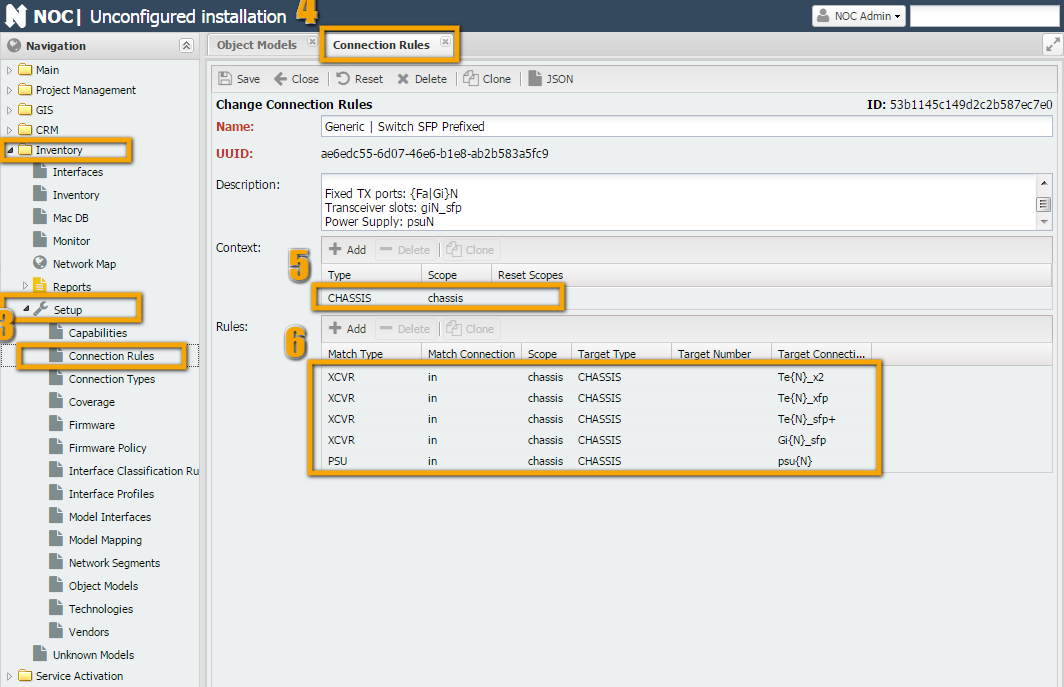 NOC| Unconfigured installation
4
NOC Admin
Navigation
Main
Project Management
GIS
CRM
Inventory
Interfaces
Inventory
Mac DB
Monitor
Network Map
Reports
Setup
3
Capabilities
Connection Rules
Connection Types
Coverage
Firmware
Firmware Policy
Interface Classification Ru
Interface Profiles
Model Interfaces
Model Mapping
Network Segments
Object Models
Technologies
Vendors
Unknown Models
Service Activation
Object Models
Connection Rules
Save Close Reset Delete Clone JSON
Change Connection Rules ID: 53b1145c149d2c2b587ec7e0
Name: Generic | Switch SFP Prefixed
UUID: ae6edc55-6d07-46e6-b1e8-ab2b583a5fc9
Description:
Fixed TX ports: {Fa|Gi}N
Transceiver slots: giN_sfp
Power Supply: psuN
Context: Add Delete Clone
5
Type Scope Reset Scopes
CHASSIS chassis
Rules: Add Delete Clone
6
Match Type Match Connection Scope Target Type Target Number Target Connecti...
XCVR in chassis CHASSIS Te{N}_x2
XCVR in chassis CHASSIS Te{N}_xfp
XCVR in chassis CHASSIS Te{N}_sfp+
XCVR in chassis CHASSIS Gi{N}_sfp
PSU in chassis CHASSIS psu{N}